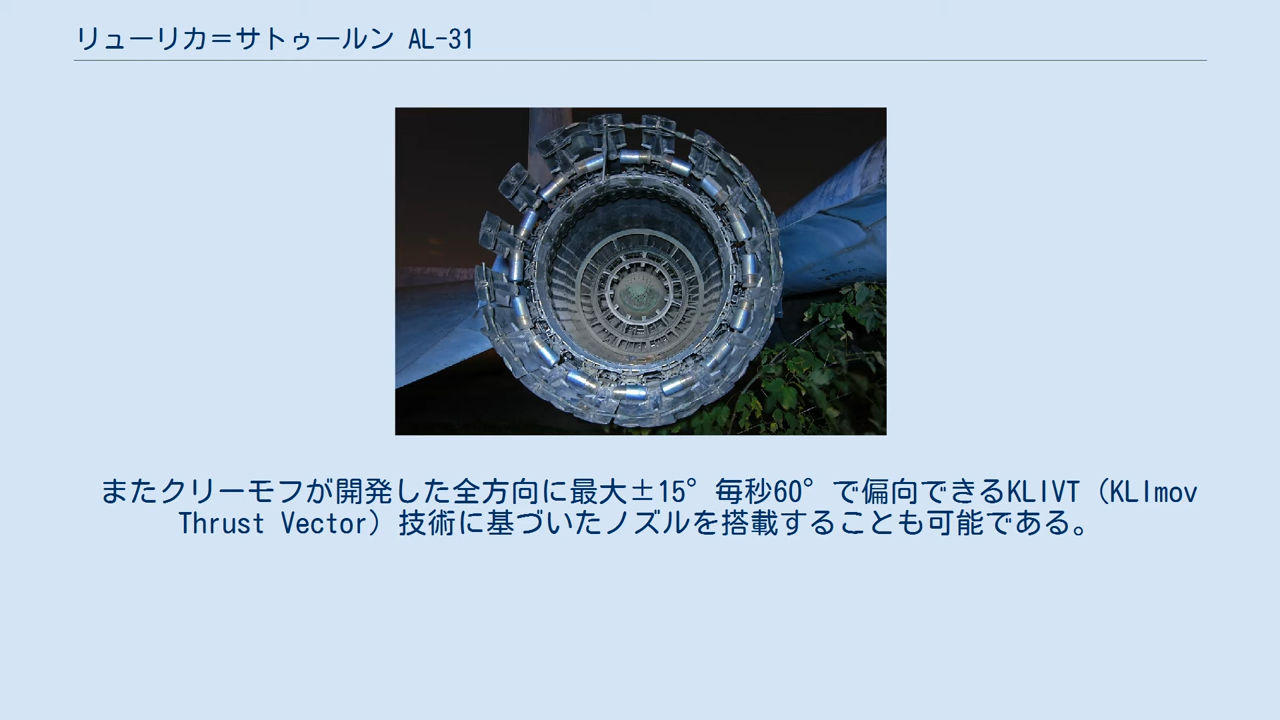 リューリカ＝サトゥールン AL-31
またクリーモフが開発した全方向に最大±15°毎秒60°で偏向できるKLIVT（KLImov
Thrust Vector）技術に基づいたノズルを搭載することも可能である。